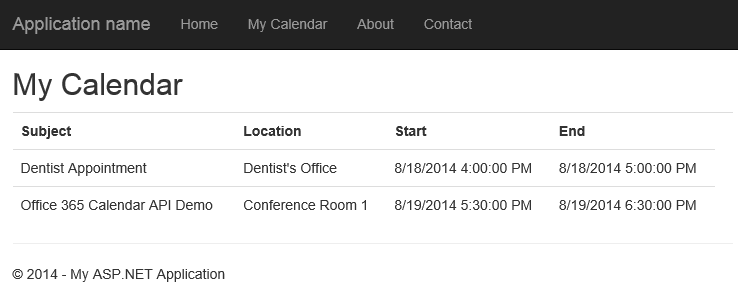 Application name Home My Calendar About Contact
My Calendar
Subject Location Start End
Dentist Appointment Dentist's Office 8/18/2014 4:00:00 PM 8/18/2014 5:00:00 PM
Office 365 Calendar API Demo Conference Room 1 8/19/2014 5:30:00 PM 8/19/2014 6:30:00 PM
© 2014 - My ASP.NET Application